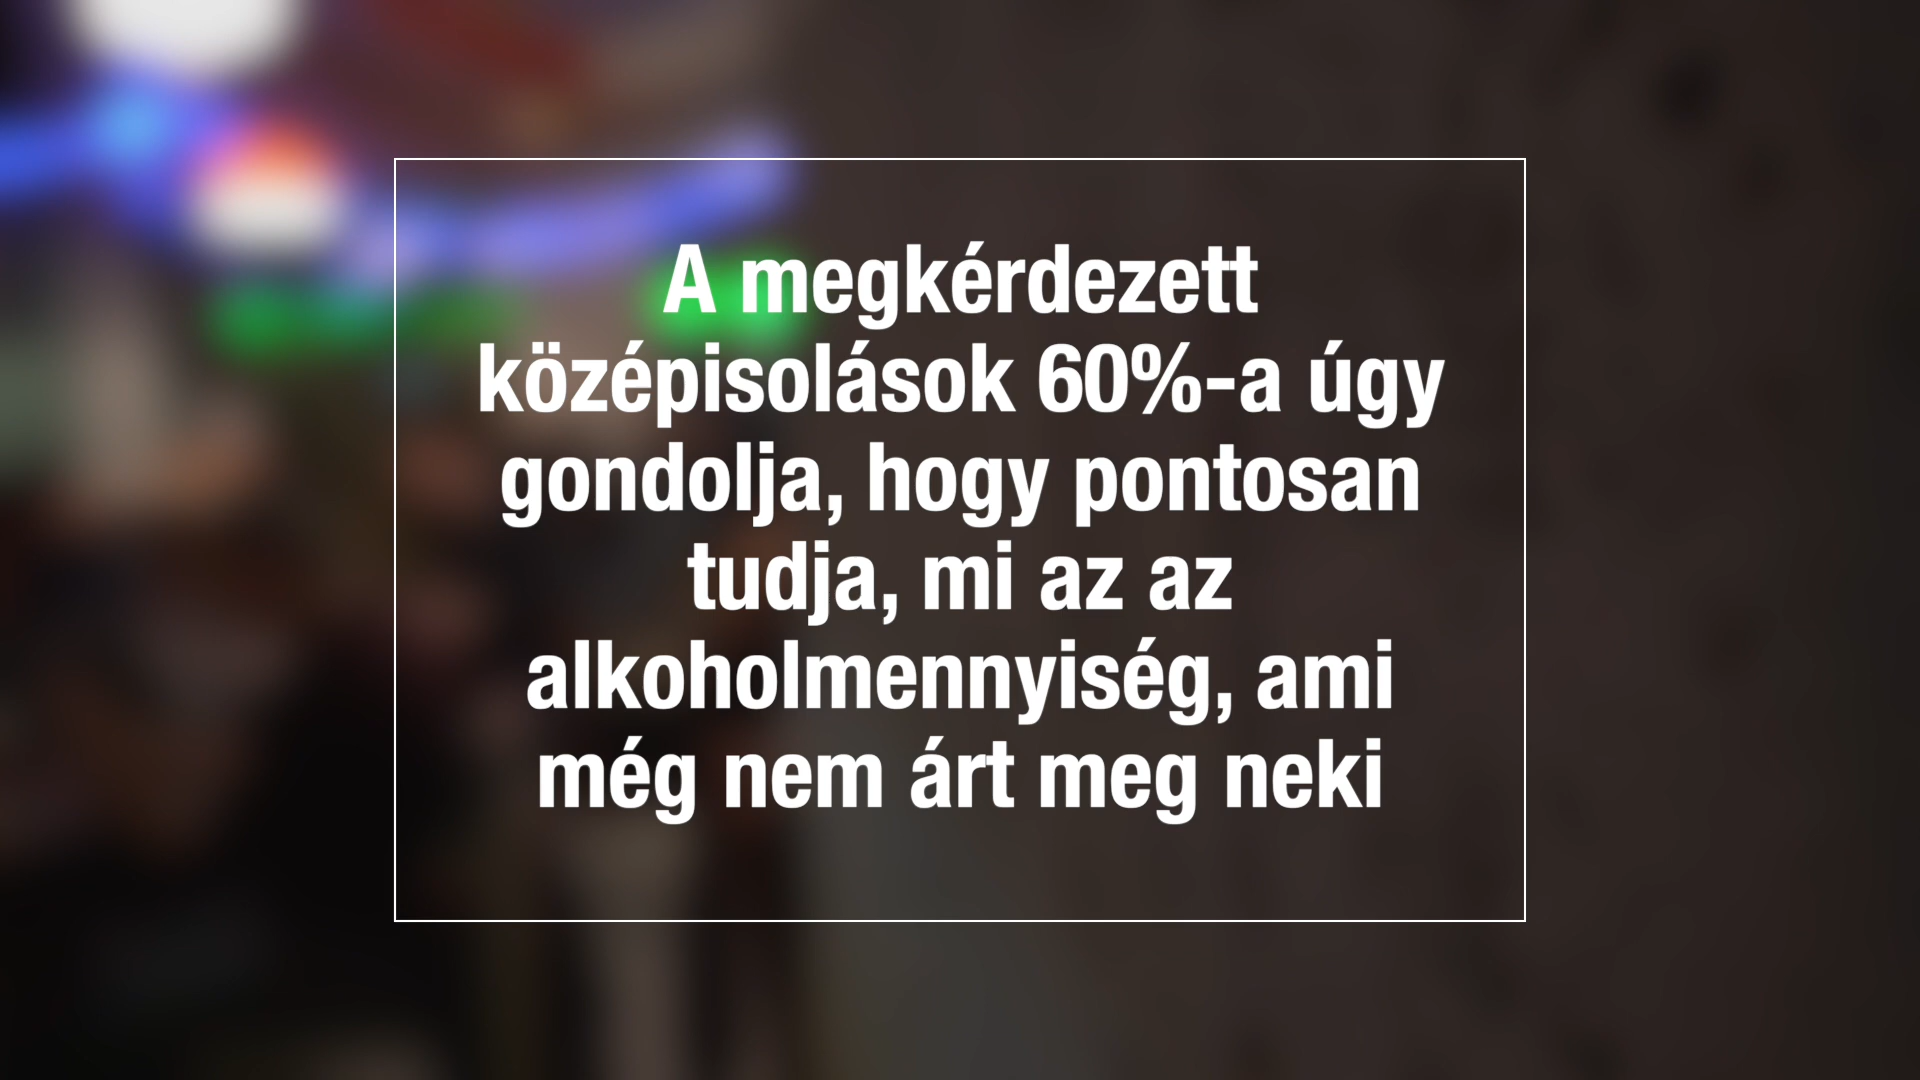 A megkérdezett
középisolások 60%-a úgy
gondolja, hogy pontosan
tudja, mi az az
alkoholmennyiség, ami
még nem árt meg neki